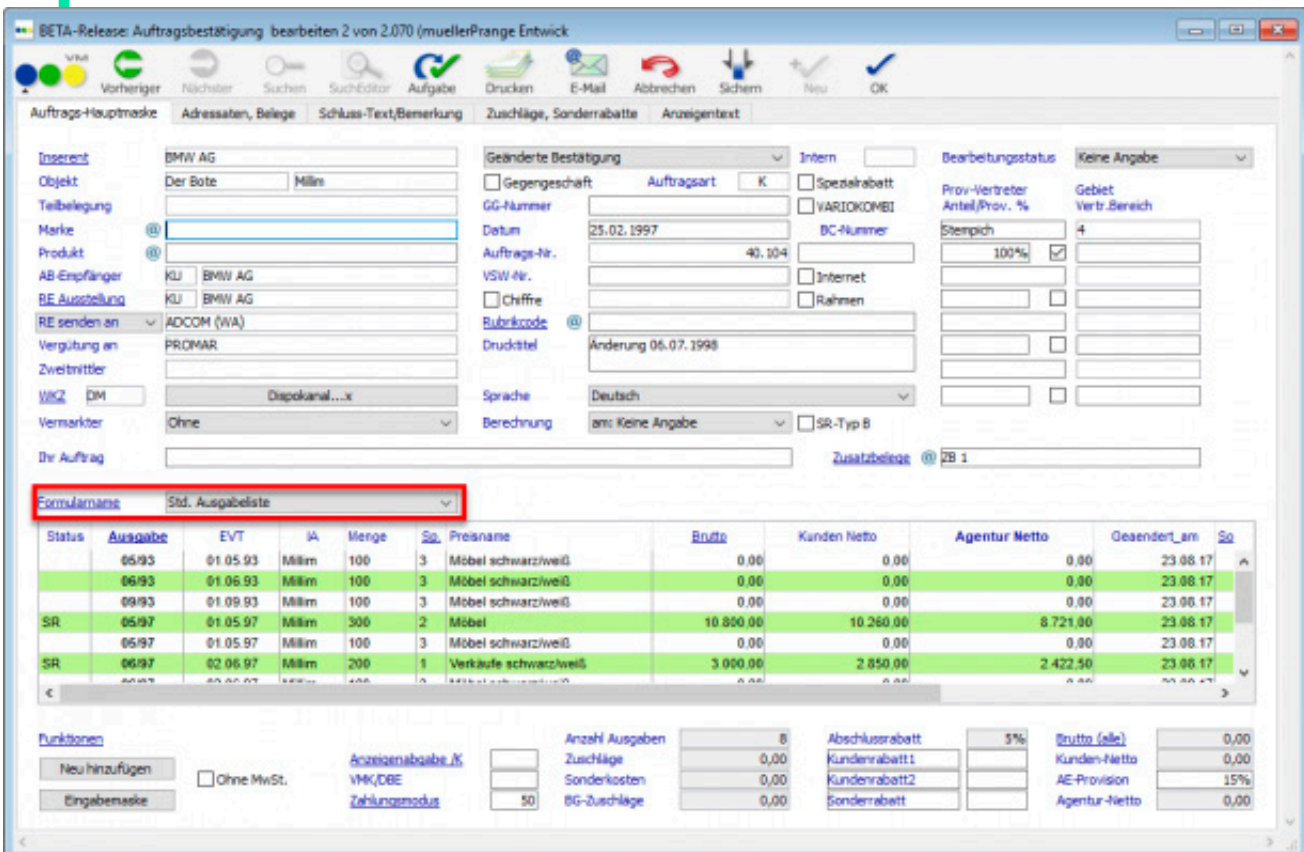 BETA-Release: Auftragsbestätigung bearbeiten 2 von 2.070 (muellerPrange Entwick
VM
Vorheriger Nächster Suchen SuchEditor Aufgabe Drucken E-Mail Abbrechen Sichern Neu OK
Auftrags-Hauptmaske Adressaten, Belege Schluss-Text/Bemerkung Zuschläge, Sonderrabatte Anzeigentext
Inserent BMW AG Geänderte Bestätigung Intern Bearbeitungsstatus Keine Angabe
Objekt Der Bote Millim Gegengeschäft Auftragsart K Spezialrabatt Prov-Vertreter Anteil/Prov. % Gebiet Vertr.Bereich
Teilbelegung GG-Nummer VARIOKOMBI
Marke @ Datum 25.02.1997 BC-Nummer Stempich 4
Produkt @ Auftrags-Nr. 40.104 100%
AB-Empfänger KU BMW AG VSW-Nr. Internet
RE Ausstellung KU BMW AG Chiffre Rahmen
RE senden an ADCOM (WA) Rubrikcode @
Vergütung an PROMAR Drucktitel Änderung 06.07.1998
Zweitmittler
WKZ DM Dispokanal...x Sprache Deutsch
Vermarkter Ohne Berechnung am: Keine Angabe SR-Typ B
Ihr Auftrag Zusatzbelege @ ZB 1
Formularname Std. Ausgabeliste
Status Ausgabe EVT IA Menge Sp. Preisname Brutto Kunden Netto Agentur Netto Geaendert_am So
05/93 01.05.93 Millim 100 3 Möbel schwarz/weiß 0,00 0,00 0,00 23.08.17
06/93 01.06.93 Millim 100 3 Möbel schwarz/weiß 0,00 0,00 0,00 23.08.17
09/93 01.09.93 Millim 100 3 Möbel schwarz/weiß 0,00 0,00 0,00 23.08.17
SR 05/97 01.05.97 Millim 300 2 Möbel 10.800,00 10.260,00 8.721,00 23.08.17
05/97 01.05.97 Millim 100 3 Möbel schwarz/weiß 0,00 0,00 0,00 23.08.17
SR 06/97 02.06.97 Millim 200 1 Verkäufe schwarz/weiß 3.000,00 2.850,00 2.422,50 23.08.17
Funktionen Anzahl Ausgaben 8 Abschlussrabatt 5% Brutto (alle) 0,00
Neu hinzufügen Ohne MwSt. Anzeigenabgabe /K Zuschläge 0,00 Kundenrabatt1 Kunden-Netto 0,00
VMK/DBE Sonderkosten 0,00 Kundenrabatt2 AE-Provision 15%
Eingabemaske Zahlungsmodus 50 BG-Zuschläge 0,00 Sonderrabatt Agentur-Netto 0,00